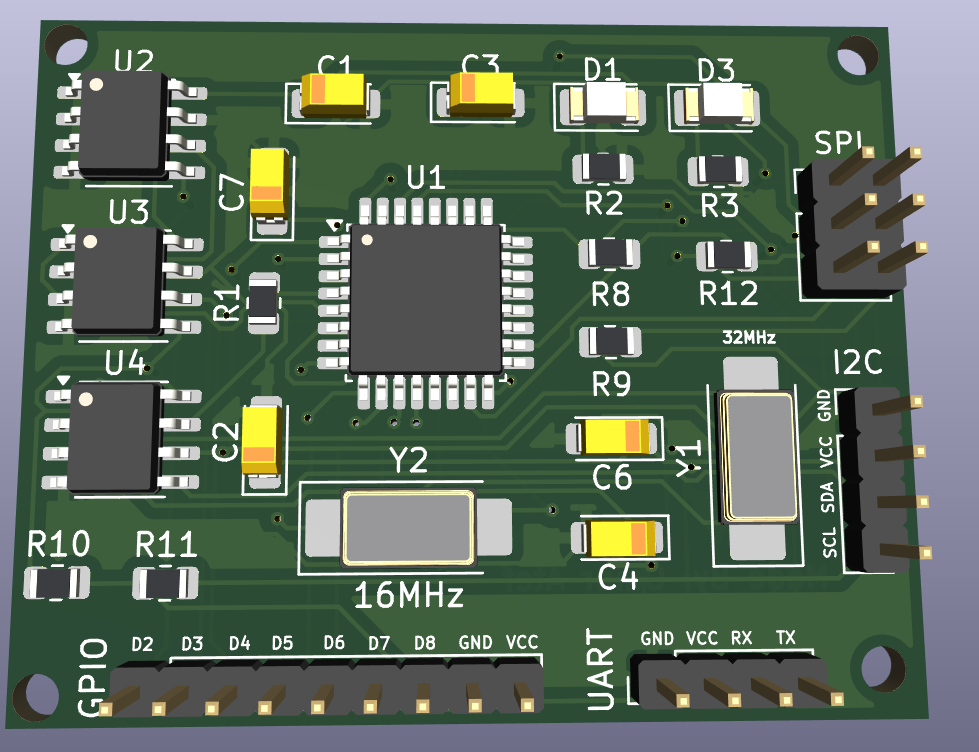 U2
C1
C3
D1
D3
SPI
C7
U1
R2
R3
U3
R1
R8
R12
32MHz
U4
R9
I2C
GND
VCC
SDA
SCL
C2
Y2
C6
Y1
R10
R11
16MHz
C4
GPIO
D2 D3 D4 D5 D6 D7 D8 GND VCC
UART
GND VCC RX TX